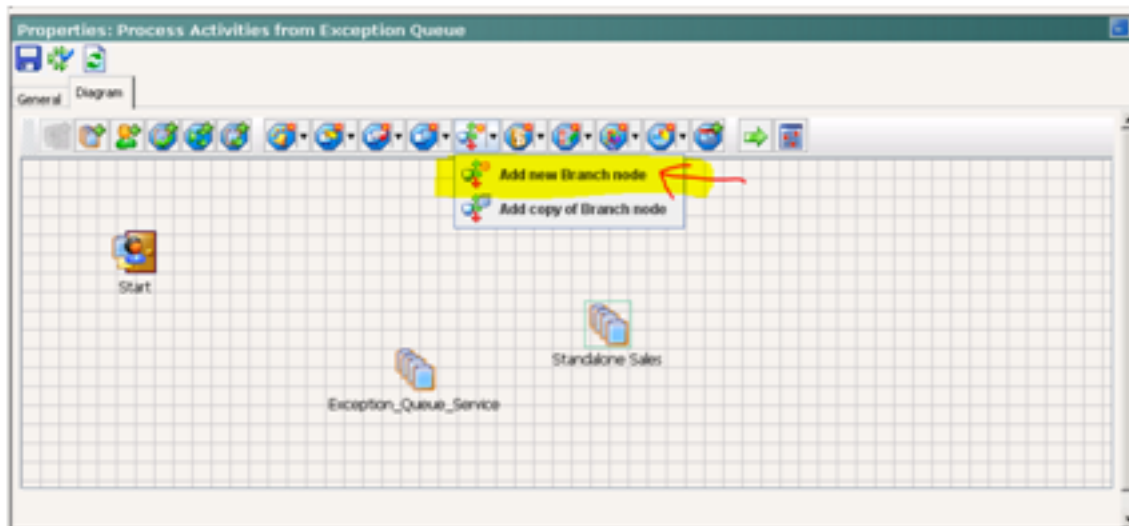 Properties: Process Activities from Exception Queue
General Diagram
Add new Branch node
Add copy of Branch node
Start
Standalone Sales
Exception_Queue_Service